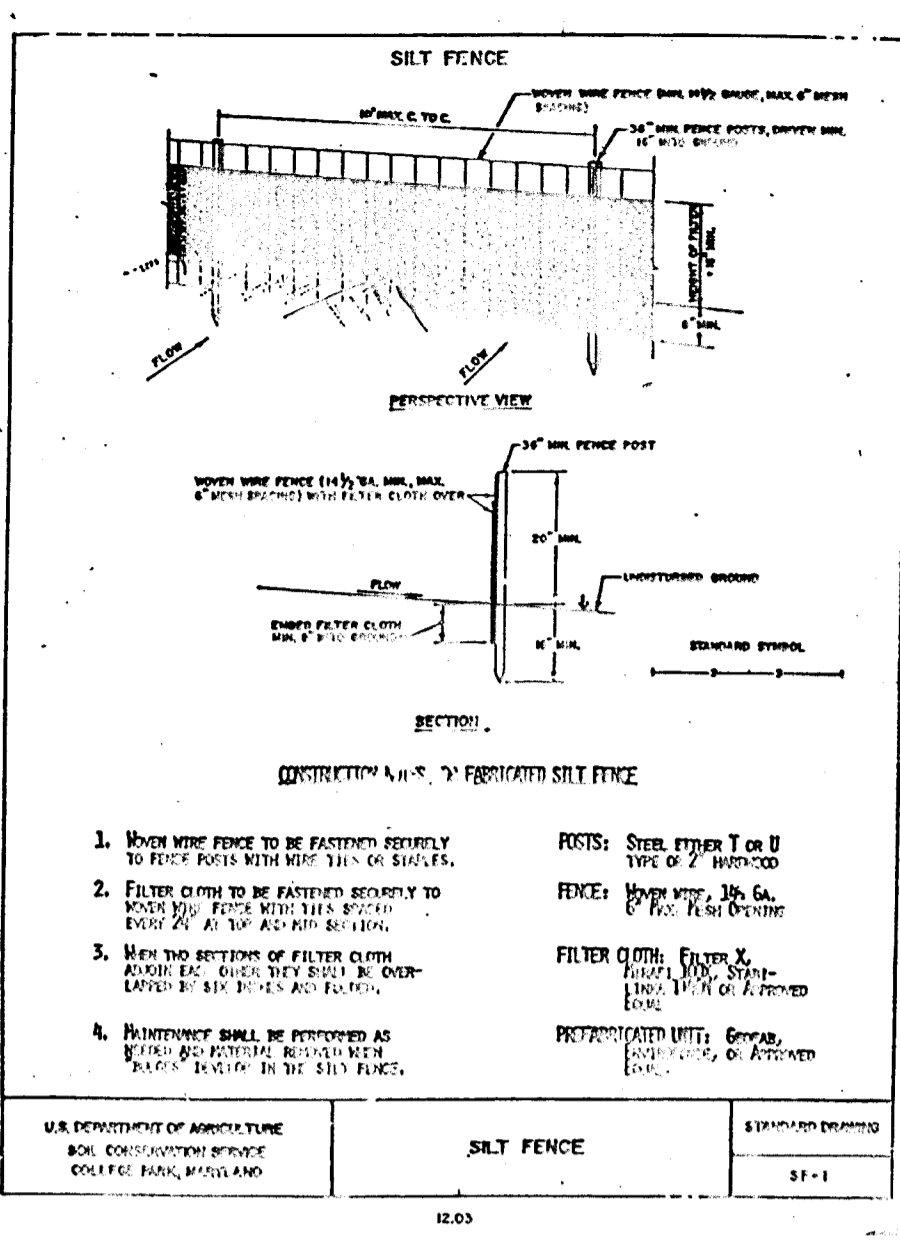 SILT FENCE
WOVEN WIRE FENCE (MIN. 14½ GAUGE, MAX. 6" MESH
SPACING)
10' MAX. C. TO C.
36" MIN. FENCE POSTS, DRIVEN MIN.
16" INTO GROUND
HEIGHT OF FILTER
= 16" MIN.
8" MIN.
FLOW
FLOW
PERSPECTIVE VIEW
36" MIN. FENCE POST
WOVEN WIRE FENCE (14½ GA. MIN., MAX.
6" MESH SPACING) WITH FILTER CLOTH OVER
20" MIN.
FLOW
UNDISTURBED GROUND
EMBED FILTER CLOTH
MIN. 8" INTO GROUND
16" MIN.
STANDARD SYMBOL
SECTION
CONSTRUCTION FABRICATED SILT FENCE
1. WOVEN WIRE FENCE TO BE FASTENED SECURELY
TO FENCE POSTS WITH WIRE TIES OR STAPLES.
2. FILTER CLOTH TO BE FASTENED SECURELY TO
WOVEN WIRE FENCE WITH TIES SPACED
EVERY 24" AT TOP AND MID SECTION.
3. WHEN TWO SECTIONS OF FILTER CLOTH
ADJOIN EACH OTHER THEY SHALL BE OVER-
LAPPED BY SIX INCHES AND FOLDED.
4. MAINTENANCE SHALL BE PERFORMED AS
NEEDED AND MATERIAL REMOVED WHEN
"BULGES" DEVELOP IN THE SILT FENCE.
POSTS: STEEL EITHER T OR U
TYPE OR 2" HARDWOOD
FENCE: WOVEN WIRE, 14½ GA.
6" MAX. MESH OPENING
FILTER CLOTH: FILTER X,
MIRAFI 100X, STABI-
LINKA OR APPROVED
EQUAL
PREFABRICATED UNIT: GEOFAB,
ENVIROFENCE, OR APPROVED
EQUAL.
U.S. DEPARTMENT OF AGRICULTURE
SOIL CONSERVATION SERVICE
COLLEGE PARK, MARYLAND
SILT FENCE
STANDARD DRAWING
SF-1
12.03